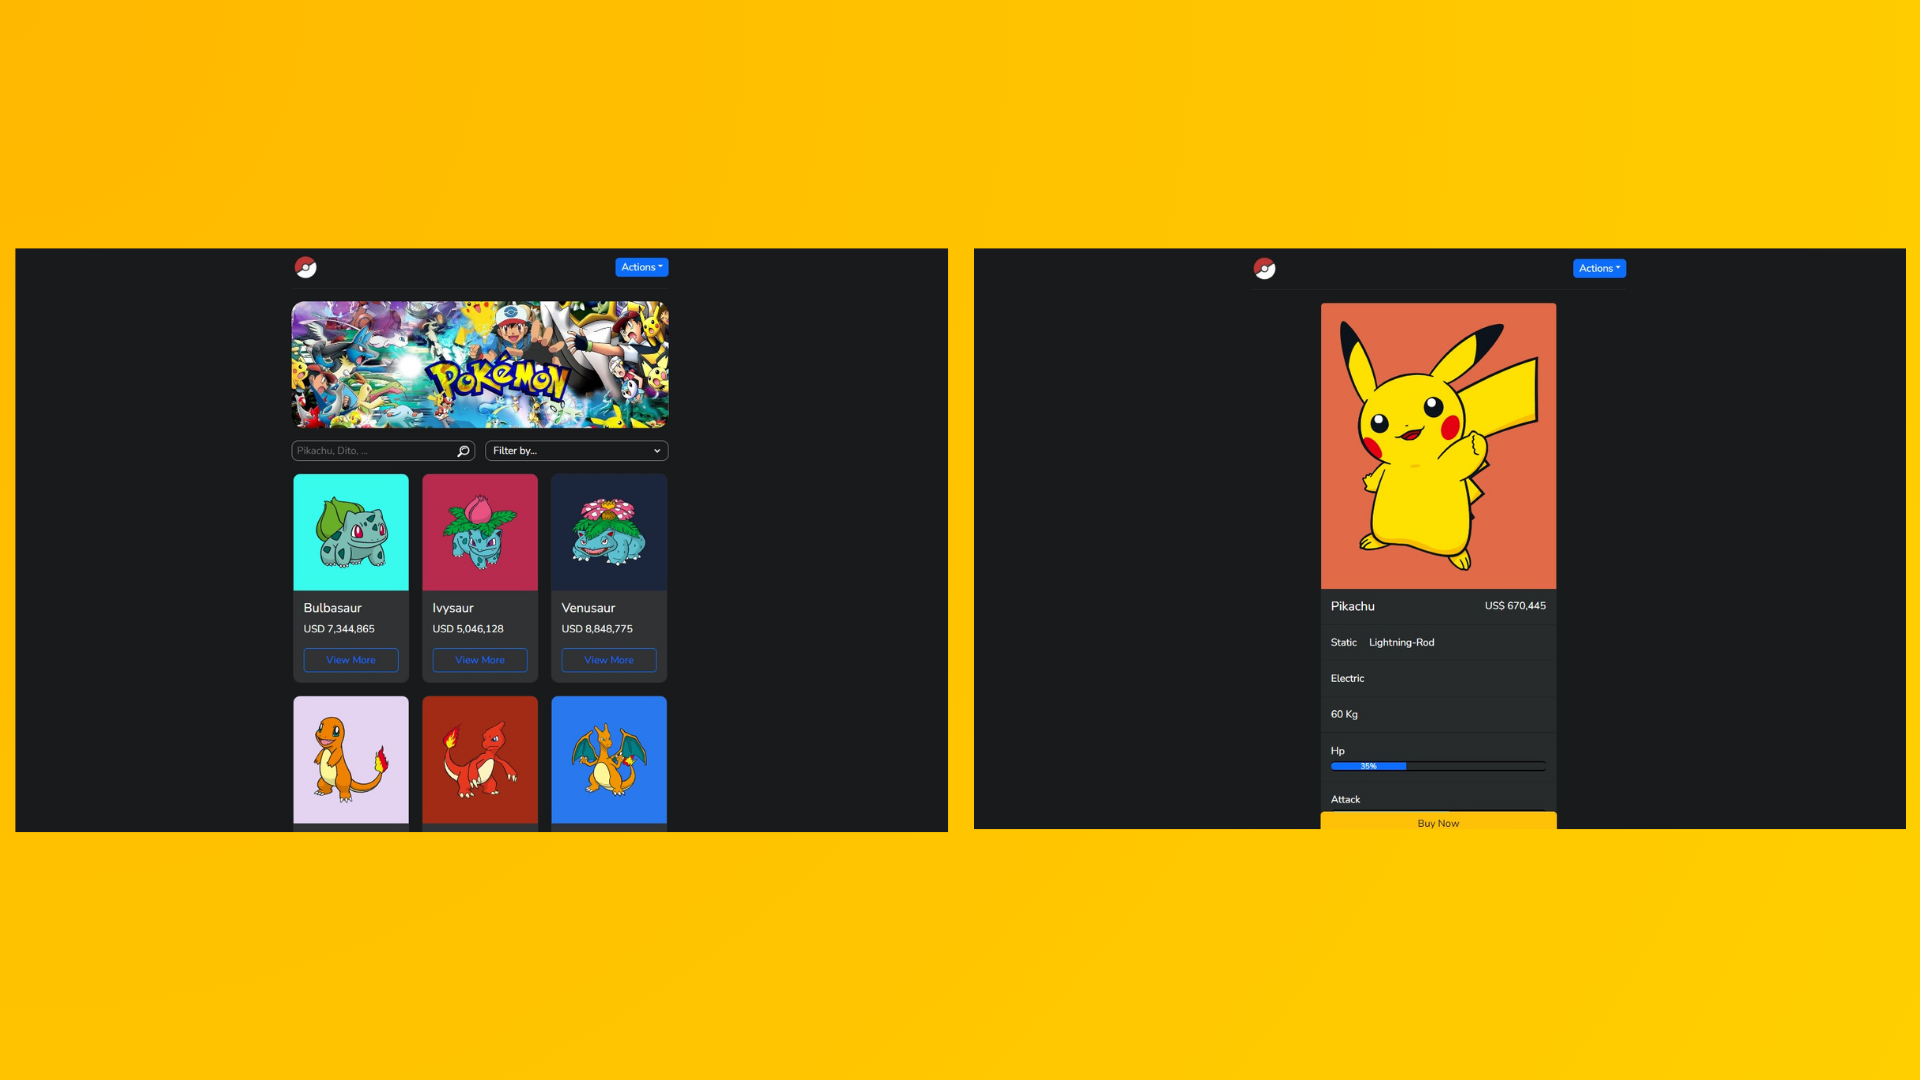 Actions
POKÉMON
Pikachu, Dito, ...
Filter by...
Bulbasaur
USD 7,344,865
View More
Ivysaur
USD 5,046,128
View More
Venusaur
USD 8,848,775
View More
Actions
Pikachu US$ 670,445
Static Lightning-Rod
Electric
60 Kg
Hp
35%
Attack
Buy Now